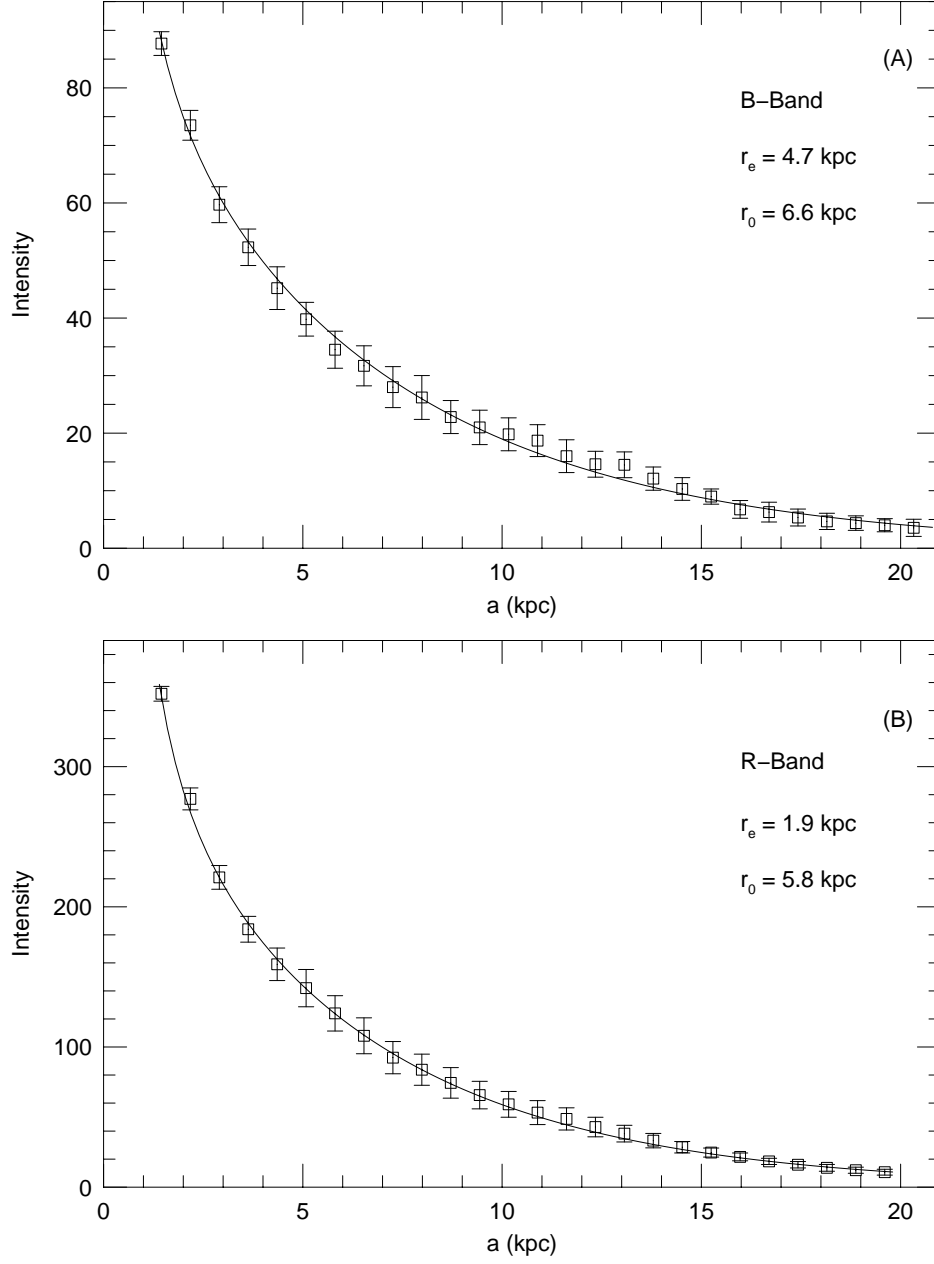 (A)
B−Band
r_e = 4.7 kpc
r_0 = 6.6 kpc
Intensity
80
60
40
20
0
0 5 10 15 20
a (kpc)
(B)
R−Band
r_e = 1.9 kpc
r_0 = 5.8 kpc
Intensity
300
200
100
0
0 5 10 15 20
a (kpc)